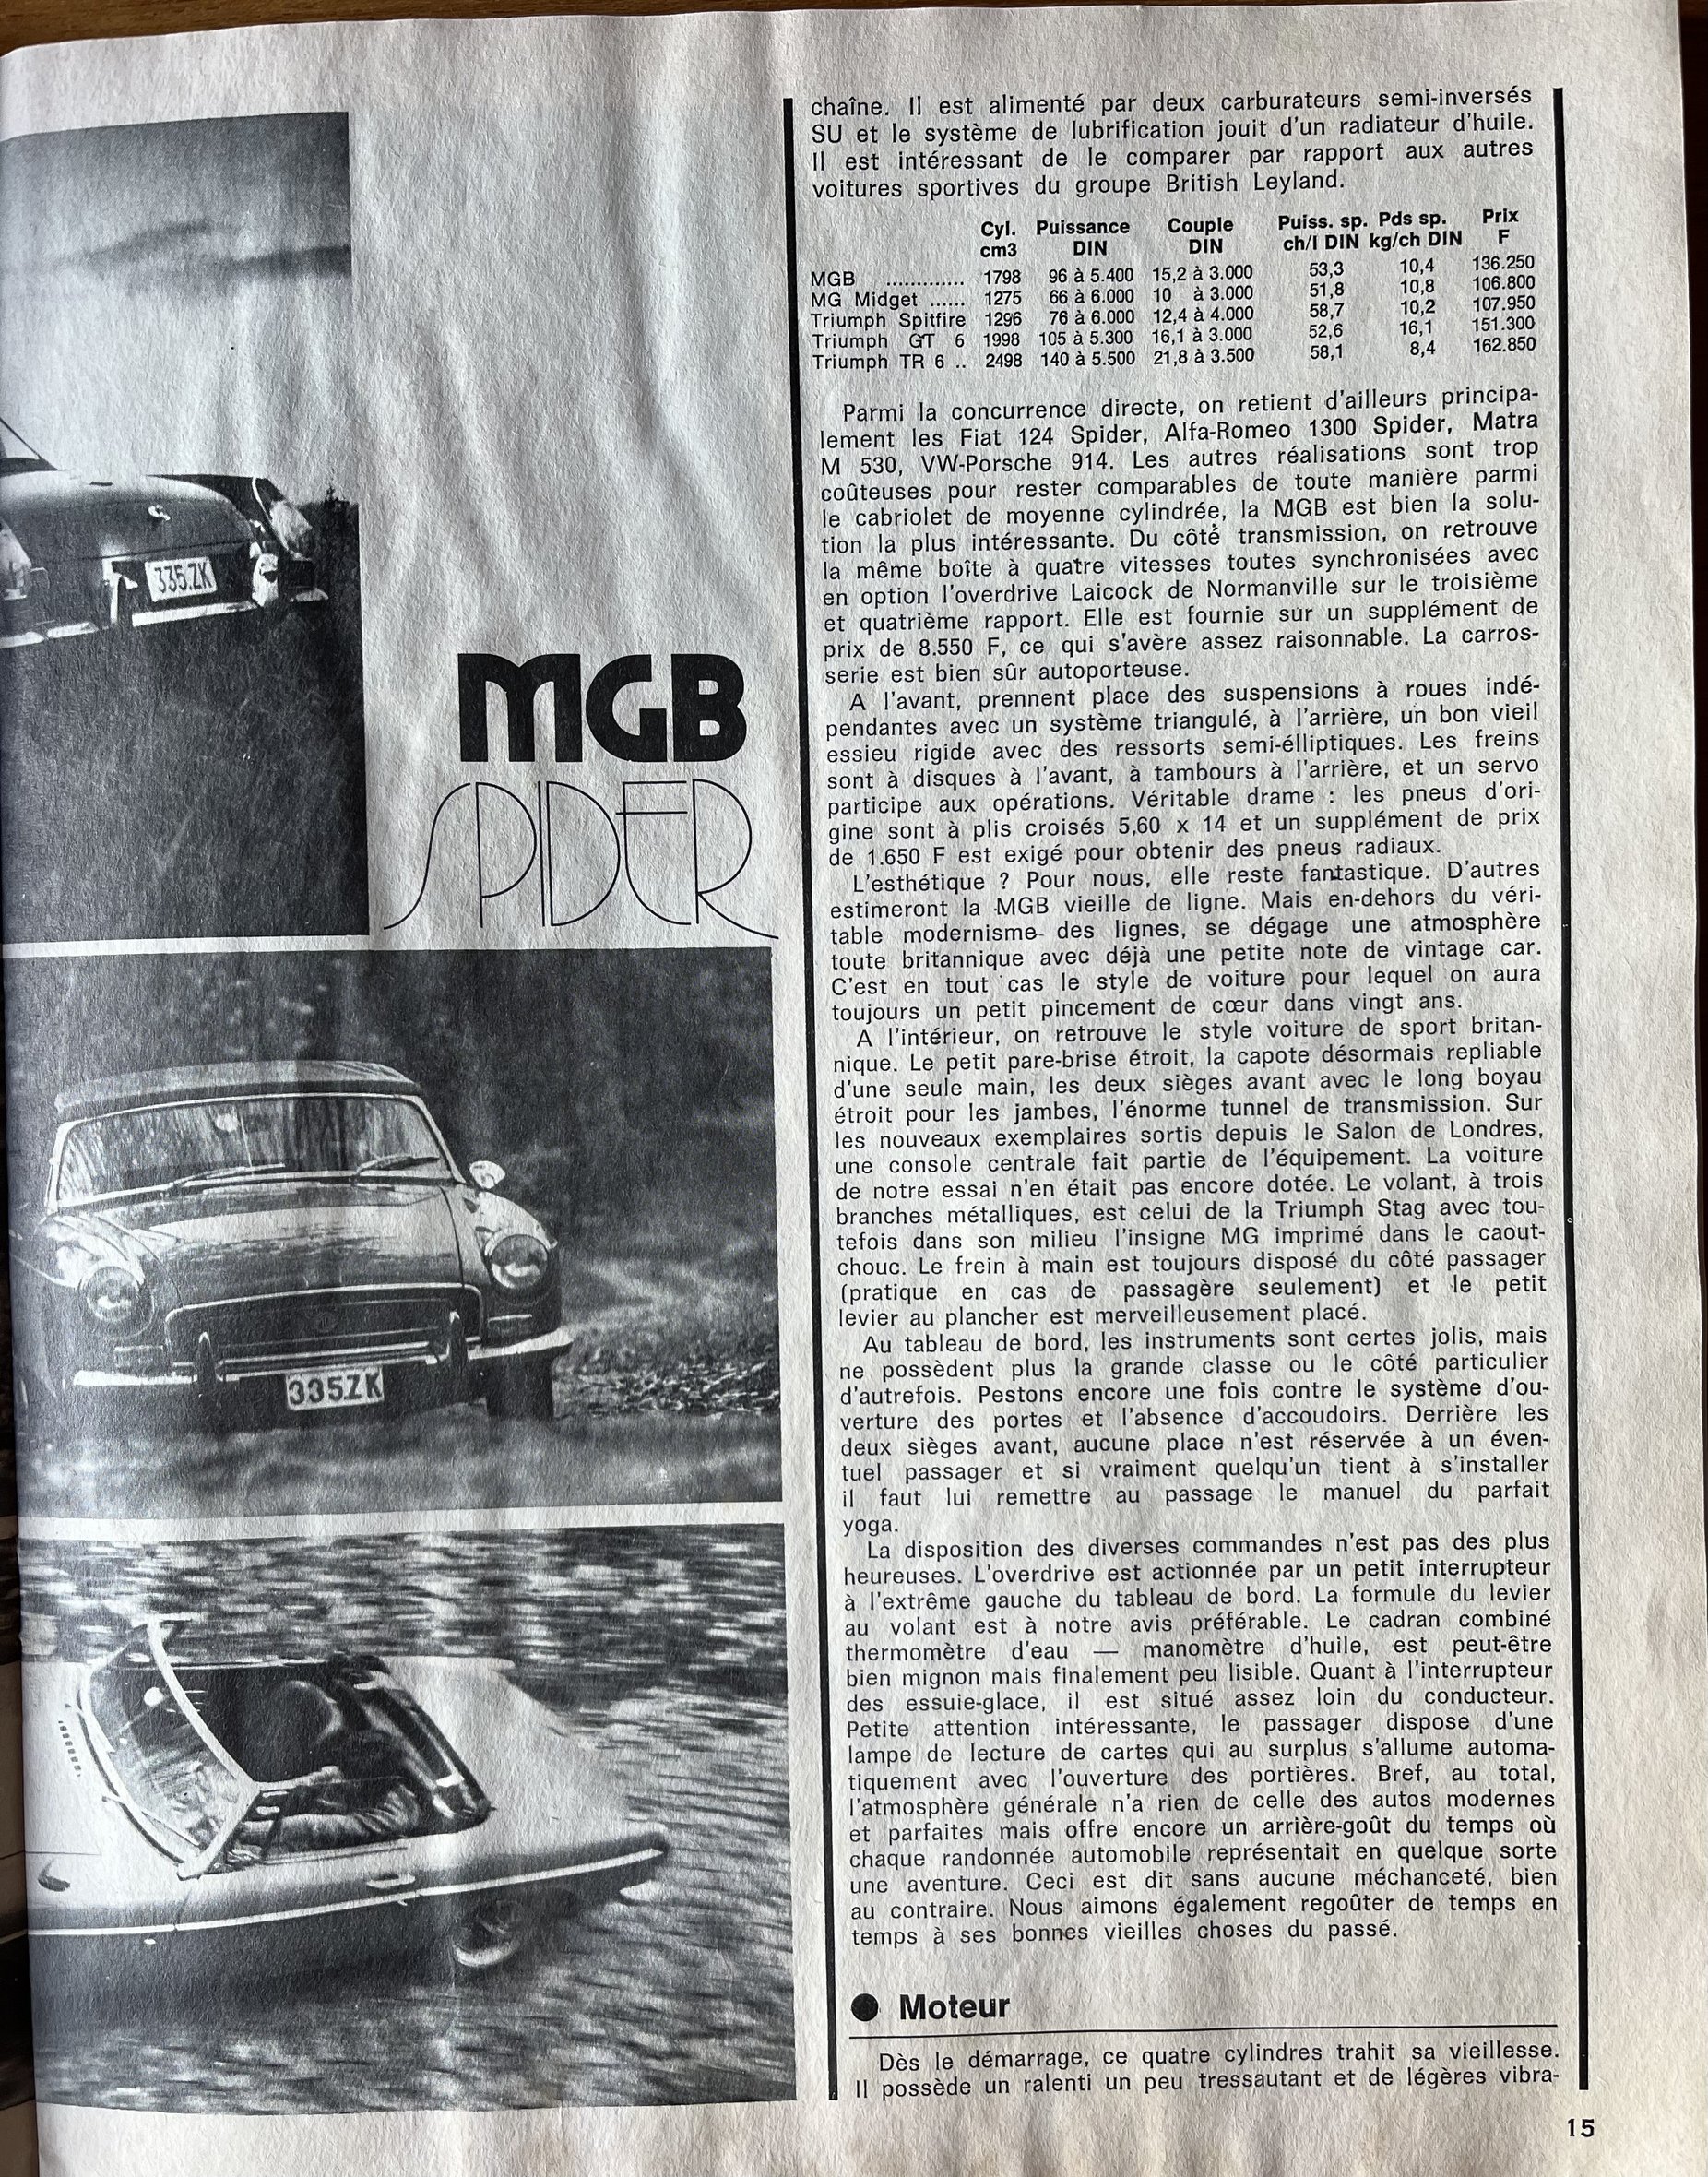 335.ZK
MGB
SPIDER
335ZK
chaîne. Il est alimenté par deux carburateurs semi-inversés
SU et le système de lubrification jouit d'un radiateur d'huile.
Il est intéressant de le comparer par rapport aux autres
voitures sportives du groupe British Leyland.
Cyl. Puissance Couple Puiss. sp. Pds sp. Prix
cm3 DIN DIN ch/l DIN kg/ch DIN F
MGB ............. 1798 96 à 5.400 15,2 à 3.000 53,3 10,4 136.250
MG Midget ...... 1275 66 à 6.000 10 à 3.000 51,8 10,8 106.800
Triumph Spitfire 1296 76 à 6.000 12,4 à 4.000 58,7 10,2 107.950
Triumph GT 6 1998 105 à 5.300 16,1 à 3.000 52,6 16,1 151.300
Triumph TR 6 .. 2498 140 à 5.500 21,8 à 3.500 58,1 8,4 162.850
Parmi la concurrence directe, on retient d'ailleurs principa-
lement les Fiat 124 Spider, Alfa-Romeo 1300 Spider, Matra
M 530, VW-Porsche 914. Les autres réalisations sont trop
coûteuses pour rester comparables de toute manière parmi
le cabriolet de moyenne cylindrée, la MGB est bien la solu-
tion la plus intéressante. Du côté transmission, on retrouve
la même boîte à quatre vitesses toutes synchronisées avec
en option l'overdrive Laicock de Normanville sur le troisième
et quatrième rapport. Elle est fournie sur un supplément de
prix de 8.550 F, ce qui s'avère assez raisonnable. La carros-
serie est bien sûr autoporteuse.
A l'avant, prennent place des suspensions à roues indé-
pendantes avec un système triangulé, à l'arrière, un bon vieil
essieu rigide avec des ressorts semi-élliptiques. Les freins
sont à disques à l'avant, à tambours à l'arrière, et un servo
participe aux opérations. Véritable drame : les pneus d'ori-
gine sont à plis croisés 5,60 x 14 et un supplément de prix
de 1.650 F est exigé pour obtenir des pneus radiaux.
L'esthétique ? Pour nous, elle reste fantastique. D'autres
estimeront la MGB vieille de ligne. Mais en-dehors du véri-
table modernisme des lignes, se dégage une atmosphère
toute britannique avec déjà une petite note de vintage car.
C'est en tout cas le style de voiture pour lequel on aura
toujours un petit pincement de cœur dans vingt ans.
A l'intérieur, on retrouve le style voiture de sport britan-
nique. Le petit pare-brise étroit, la capote désormais repliable
d'une seule main, les deux sièges avant avec le long boyau
étroit pour les jambes, l'énorme tunnel de transmission. Sur
les nouveaux exemplaires sortis depuis le Salon de Londres,
une console centrale fait partie de l'équipement. La voiture
de notre essai n'en était pas encore dotée. Le volant, à trois
branches métalliques, est celui de la Triumph Stag avec tou-
tefois dans son milieu l'insigne MG imprimé dans le caout-
chouc. Le frein à main est toujours disposé du côté passager
(pratique en cas de passagère seulement) et le petit
levier au plancher est merveilleusement placé.
Au tableau de bord, les instruments sont certes jolis, mais
ne possèdent plus la grande classe ou le côté particulier
d'autrefois. Pestons encore une fois contre le système d'ou-
verture des portes et l'absence d'accoudoirs. Derrière les
deux sièges avant, aucune place n'est réservée à un éven-
tuel passager et si vraiment quelqu'un tient à s'installer
il faut lui remettre au passage le manuel du parfait
yoga.
La disposition des diverses commandes n'est pas des plus
heureuses. L'overdrive est actionnée par un petit interrupteur
à l'extrême gauche du tableau de bord. La formule du levier
au volant est à notre avis préférable. Le cadran combiné
thermomètre d'eau — manomètre d'huile, est peut-être
bien mignon mais finalement peu lisible. Quant à l'interrupteur
des essuie-glace, il est situé assez loin du conducteur.
Petite attention intéressante, le passager dispose d'une
lampe de lecture de cartes qui au surplus s'allume automa-
tiquement avec l'ouverture des portières. Bref, au total,
l'atmosphère générale n'a rien de celle des autos modernes
et parfaites mais offre encore un arrière-goût du temps où
chaque randonnée automobile représentait en quelque sorte
une aventure. Ceci est dit sans aucune méchanceté, bien
au contraire. Nous aimons également regoûter de temps en
temps à ses bonnes vieilles choses du passé.
● Moteur
Dès le démarrage, ce quatre cylindres trahit sa vieillesse.
Il possède un ralenti un peu tressautant et de légères vibra-
15